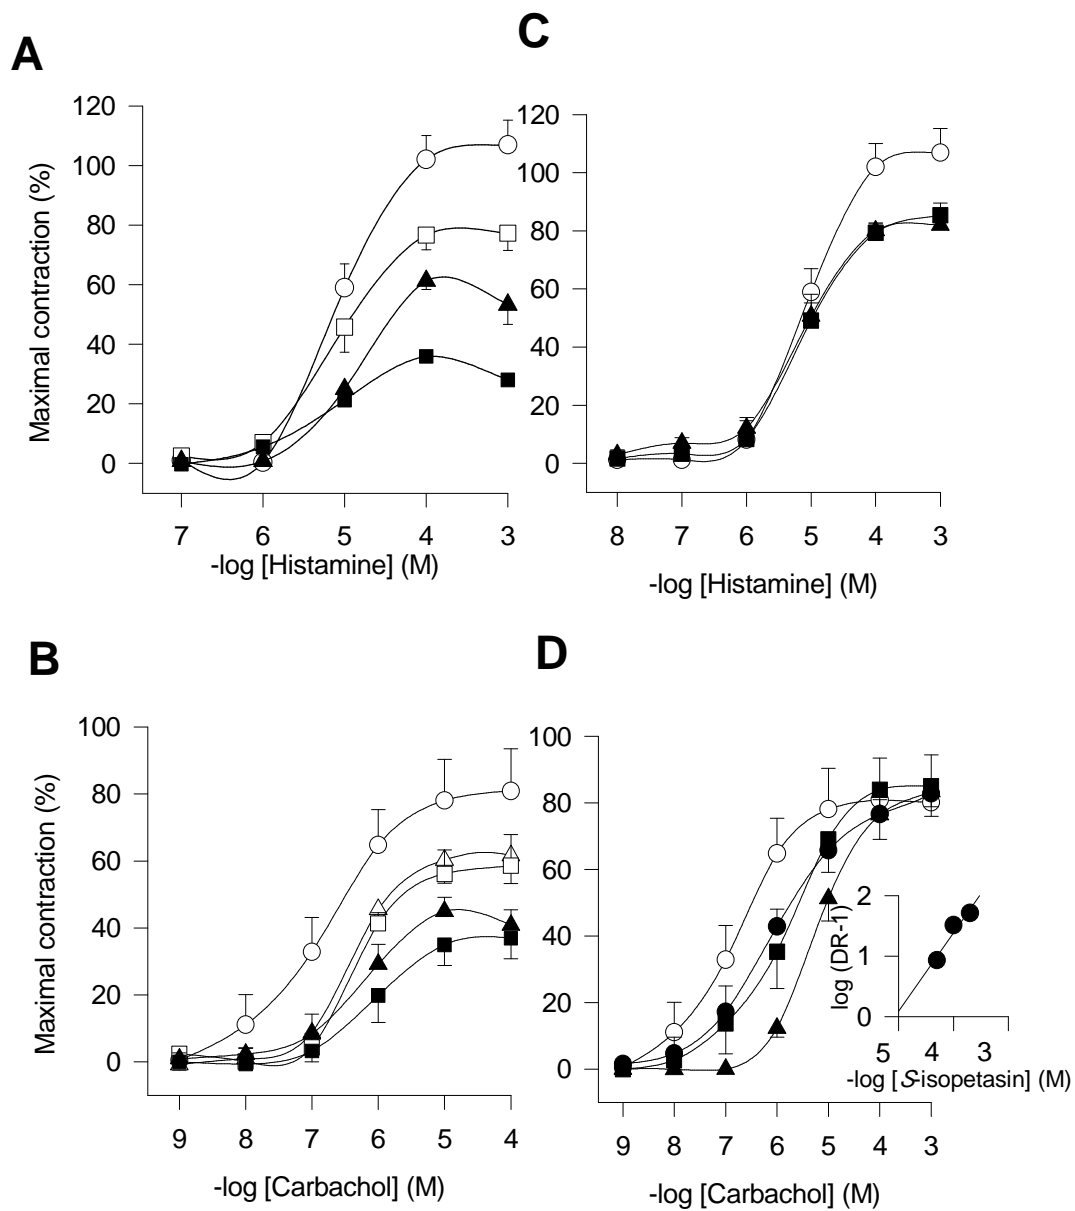 A
120
100
80
60
40
20
0
Maximal contraction (%)
7 6 5 4 3
-log [Histamine] (M)
C
120
100
80
60
40
20
0
8 7 6 5 4 3
-log [Histamine] (M)
B
100
80
60
40
20
0
Maximal contraction (%)
9 8 7 6 5 4
-log [Carbachol] (M)
D
100
80
60
40
20
0
9 8 7 6 5 4 3
-log [Carbachol] (M)
log (DR-1)
2
1
0
5 4 3
-log [S-isopetasin] (M)